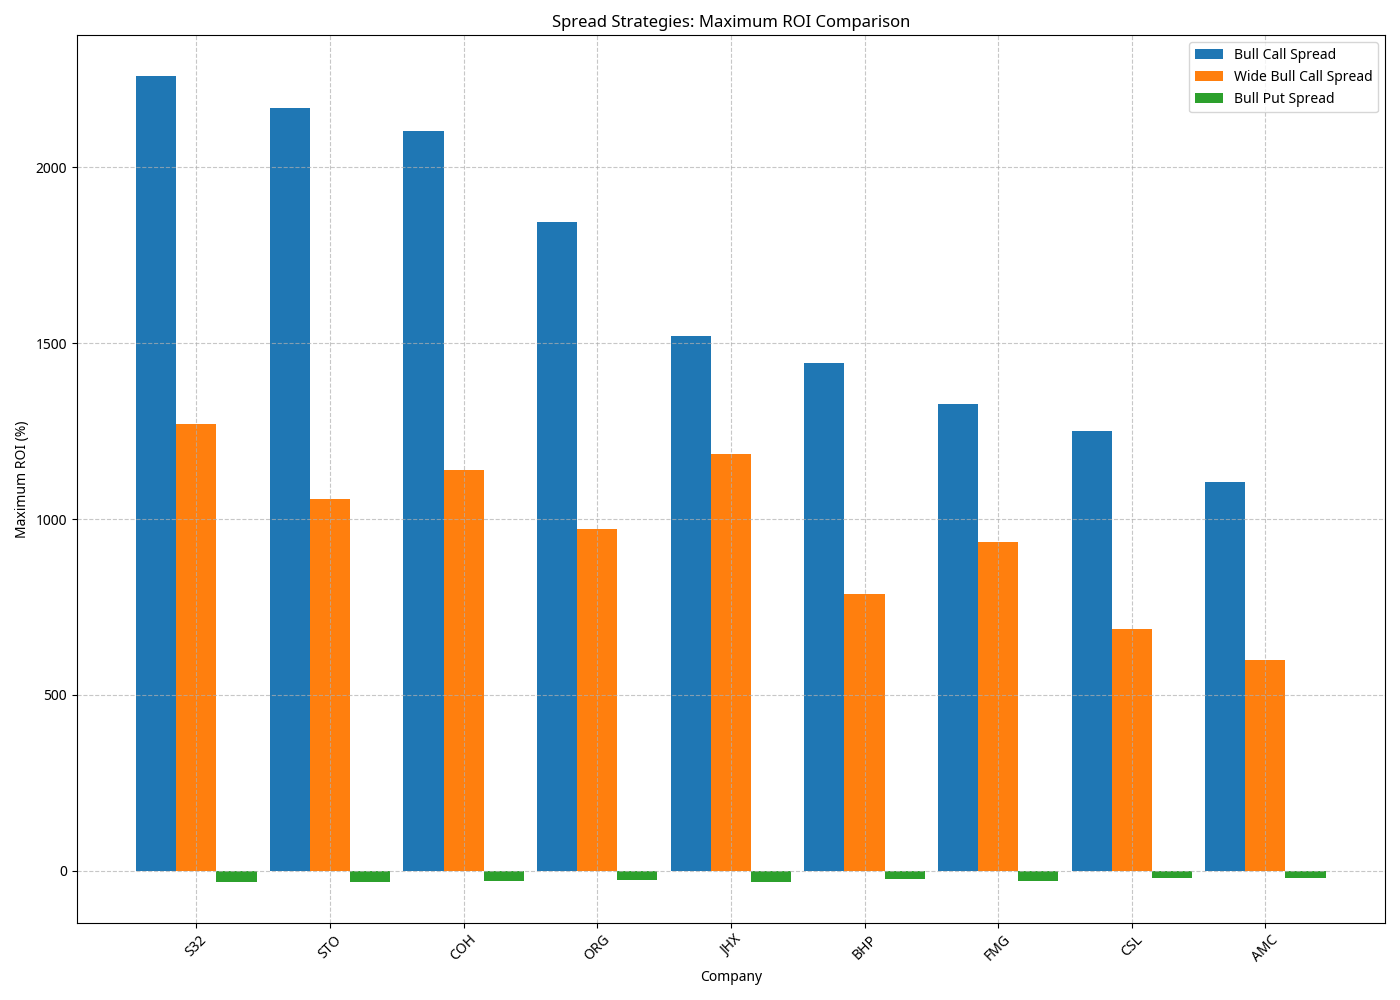 Spread Strategies: Maximum ROI Comparison
Bull Call Spread
Wide Bull Call Spread
Bull Put Spread
Maximum ROI (%)
2000
1500
1000
500
0
S32
STO
COH
ORG
JHX
BHP
FMG
CSL
AMC
Company